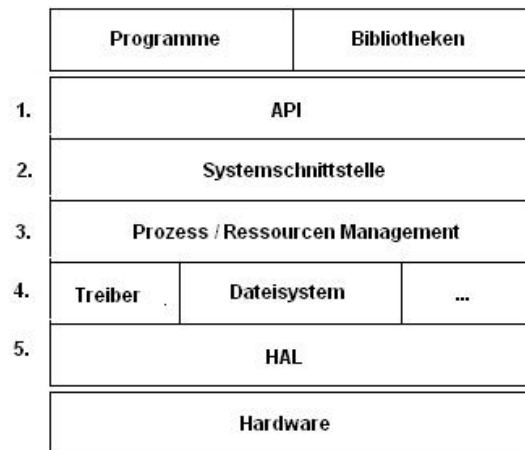 Programme Bibliotheken
1. API
2. Systemschnittstelle
3. Prozess / Ressourcen Management
4. Treiber Dateisystem ...
5. HAL
Hardware